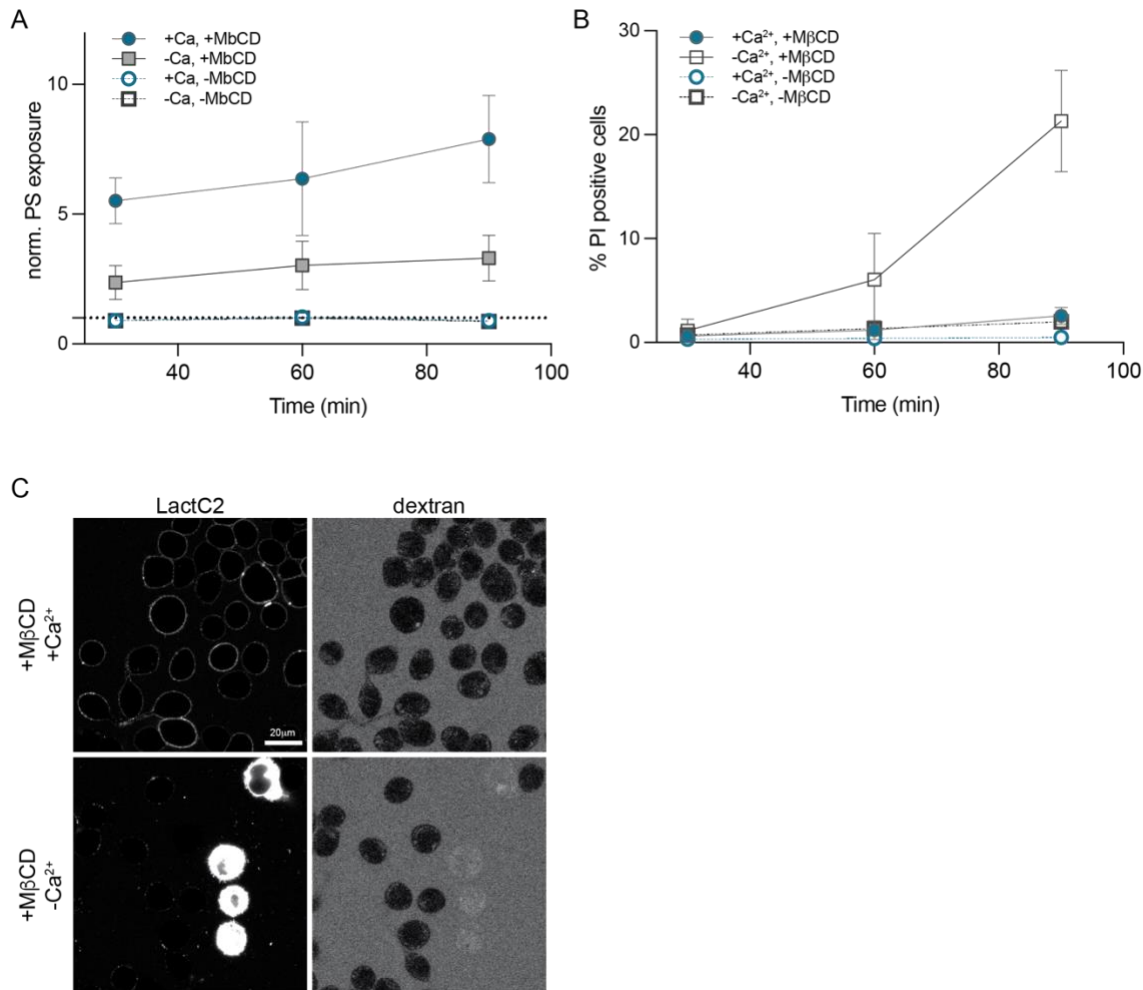 A
+Ca, +MbCD
-Ca, +MbCD
+Ca, -MbCD
-Ca, -MbCD
10
5
0
norm. PS exposure
40 60 80 100
Time (min)
B
+Ca²⁺, +MβCD
-Ca²⁺, +MβCD
+Ca²⁺, -MβCD
-Ca²⁺, -MβCD
30
20
10
0
% PI positive cells
40 60 80 100
Time (min)
C
LactC2 dextran
+MβCD
+Ca²⁺
20μm
+MβCD
-Ca²⁺